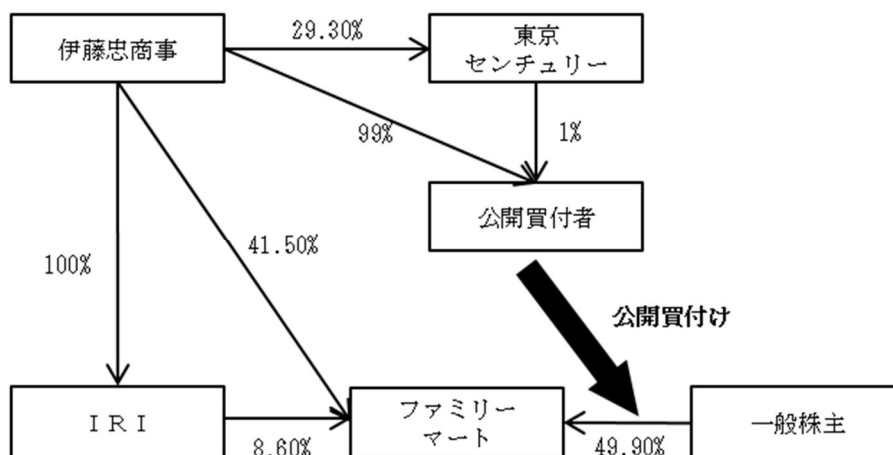 29.30%
伊藤忠商事
東京
センチュリー
99%
1%
公開買付者
100%
41.50%
公開買付け
IRI
ファミリー
マート
一般株主
8.60%
49.90%